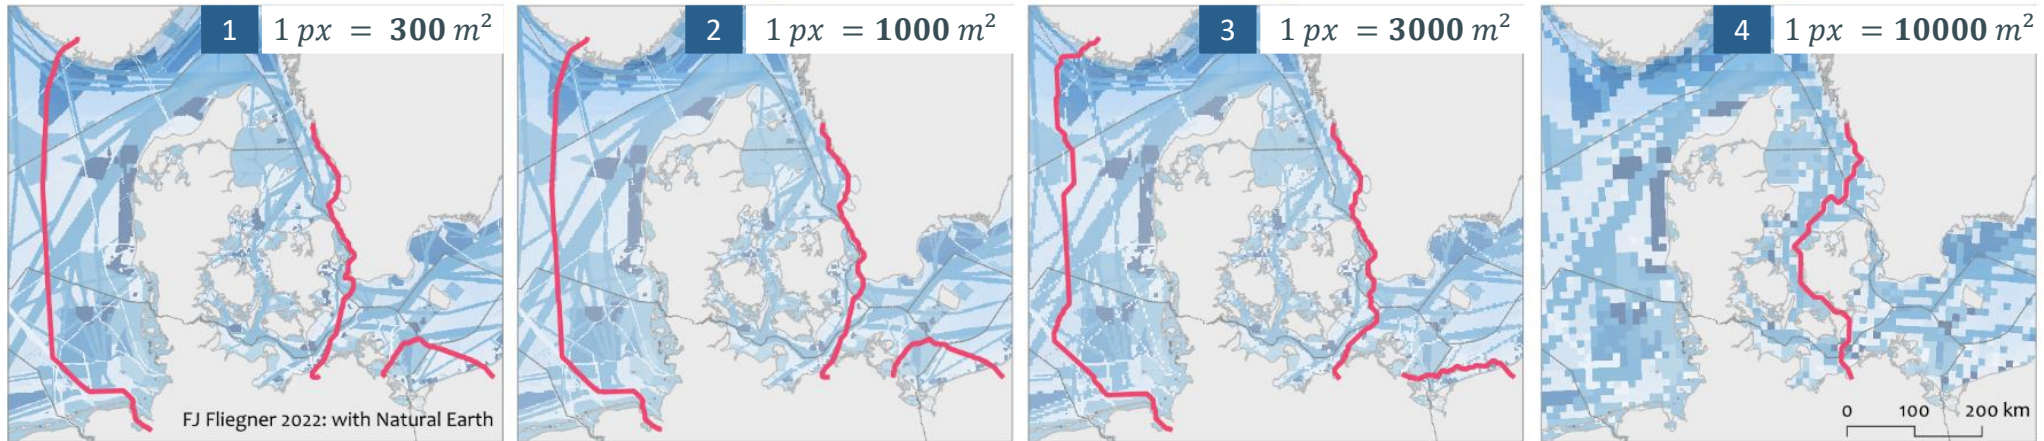 1 1 px = 300 m²
2 1 px = 1000 m²
3 1 px = 3000 m²
4 1 px = 10000 m²
FJ Fliegner 2022: with Natural Earth
0 100 200 km